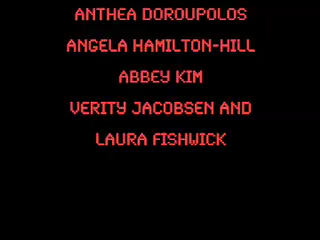 ANTHEA DOROUPOLOS
ANGELA HAMILTON-HILL
ABBEY KIM
VERITY JACOBSEN AND
LAURA FISHWICK